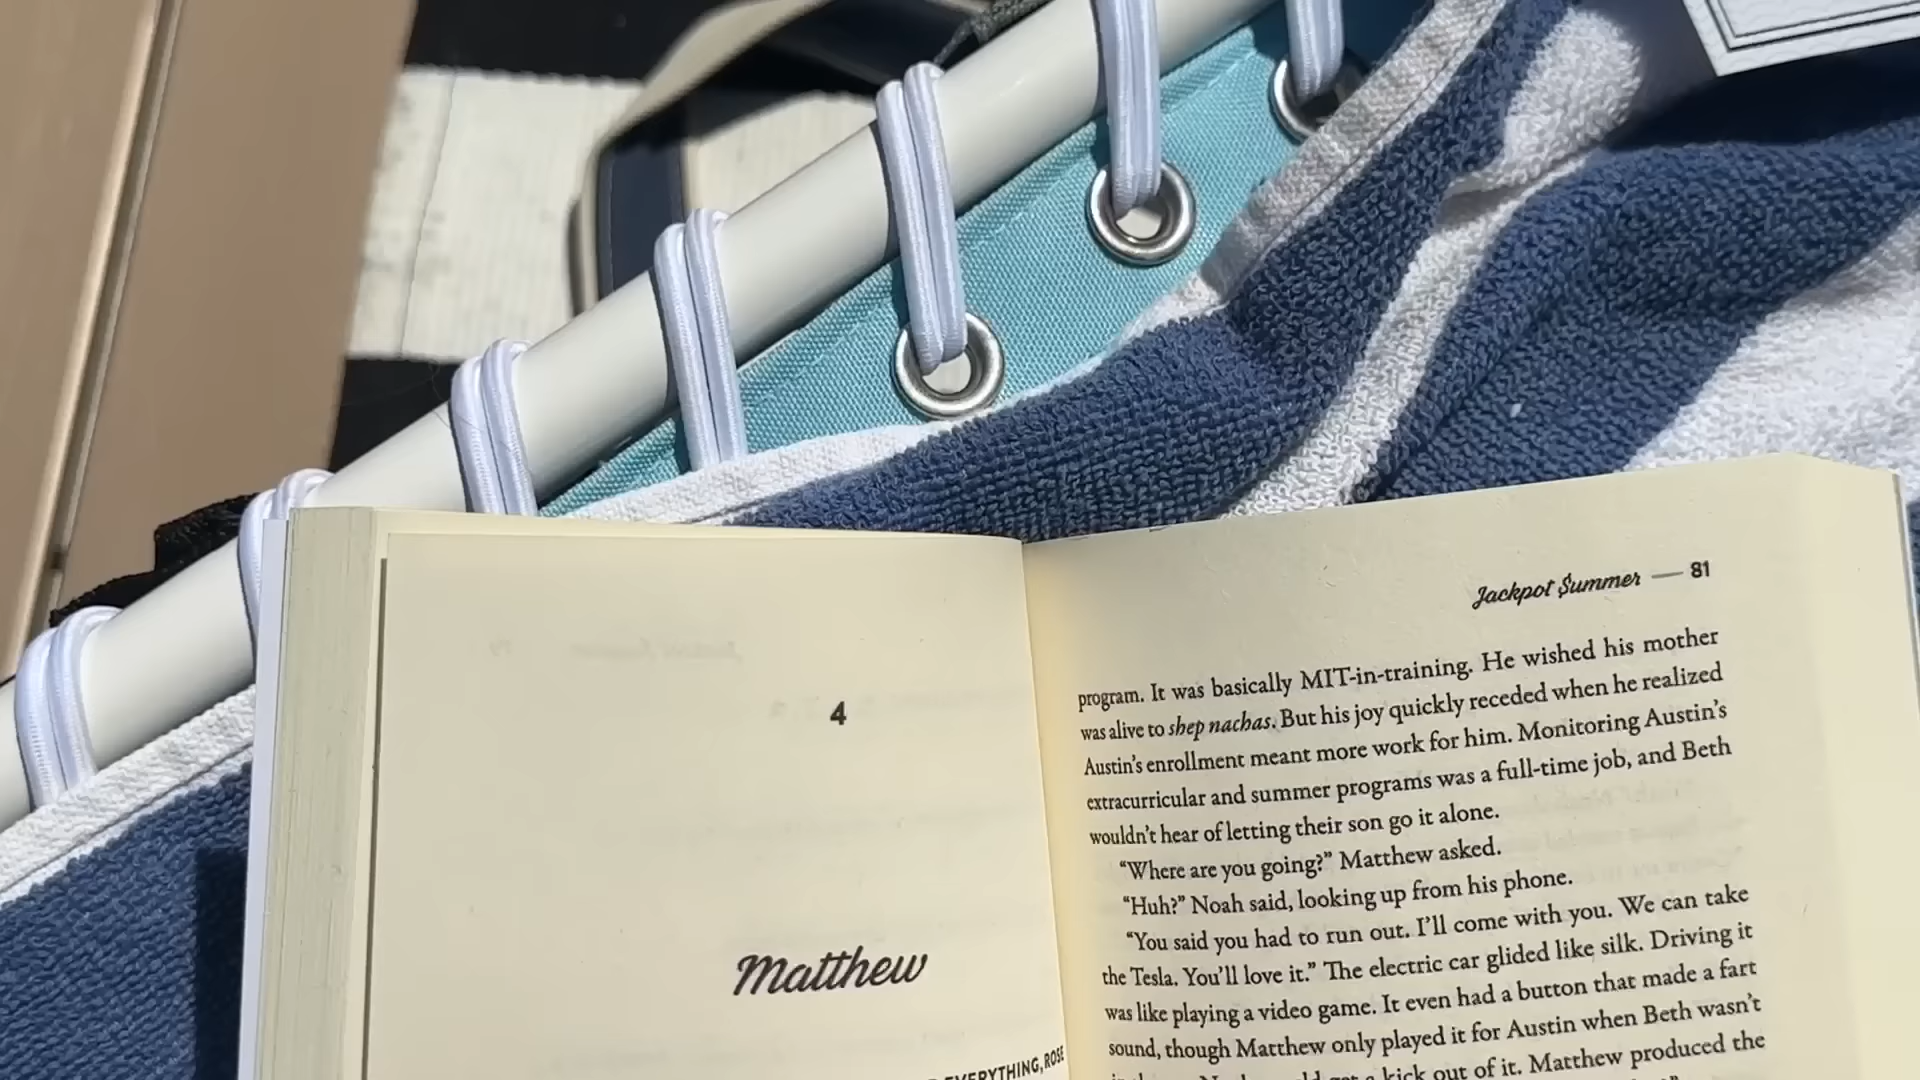 4
Matthew
EVERYTHING, ROSE
Jackpot $ummer — 81
program. It was basically MIT-in-training. He wished his mother
was alive to shep nachas. But his joy quickly receded when he realized
Austin’s enrollment meant more work for him. Monitoring Austin’s
extracurricular and summer programs was a full-time job, and Beth
wouldn’t hear of letting their son go it alone.
“Where are you going?” Matthew asked.
“Huh?” Noah said, looking up from his phone.
“You said you had to run out. I’ll come with you. We can take
the Tesla. You’ll love it.” The electric car glided like silk. Driving it
was like playing a video game. It even had a button that made a fart
sound, though Matthew only played it for Austin when Beth wasn’t
kick out of it. Matthew produced the